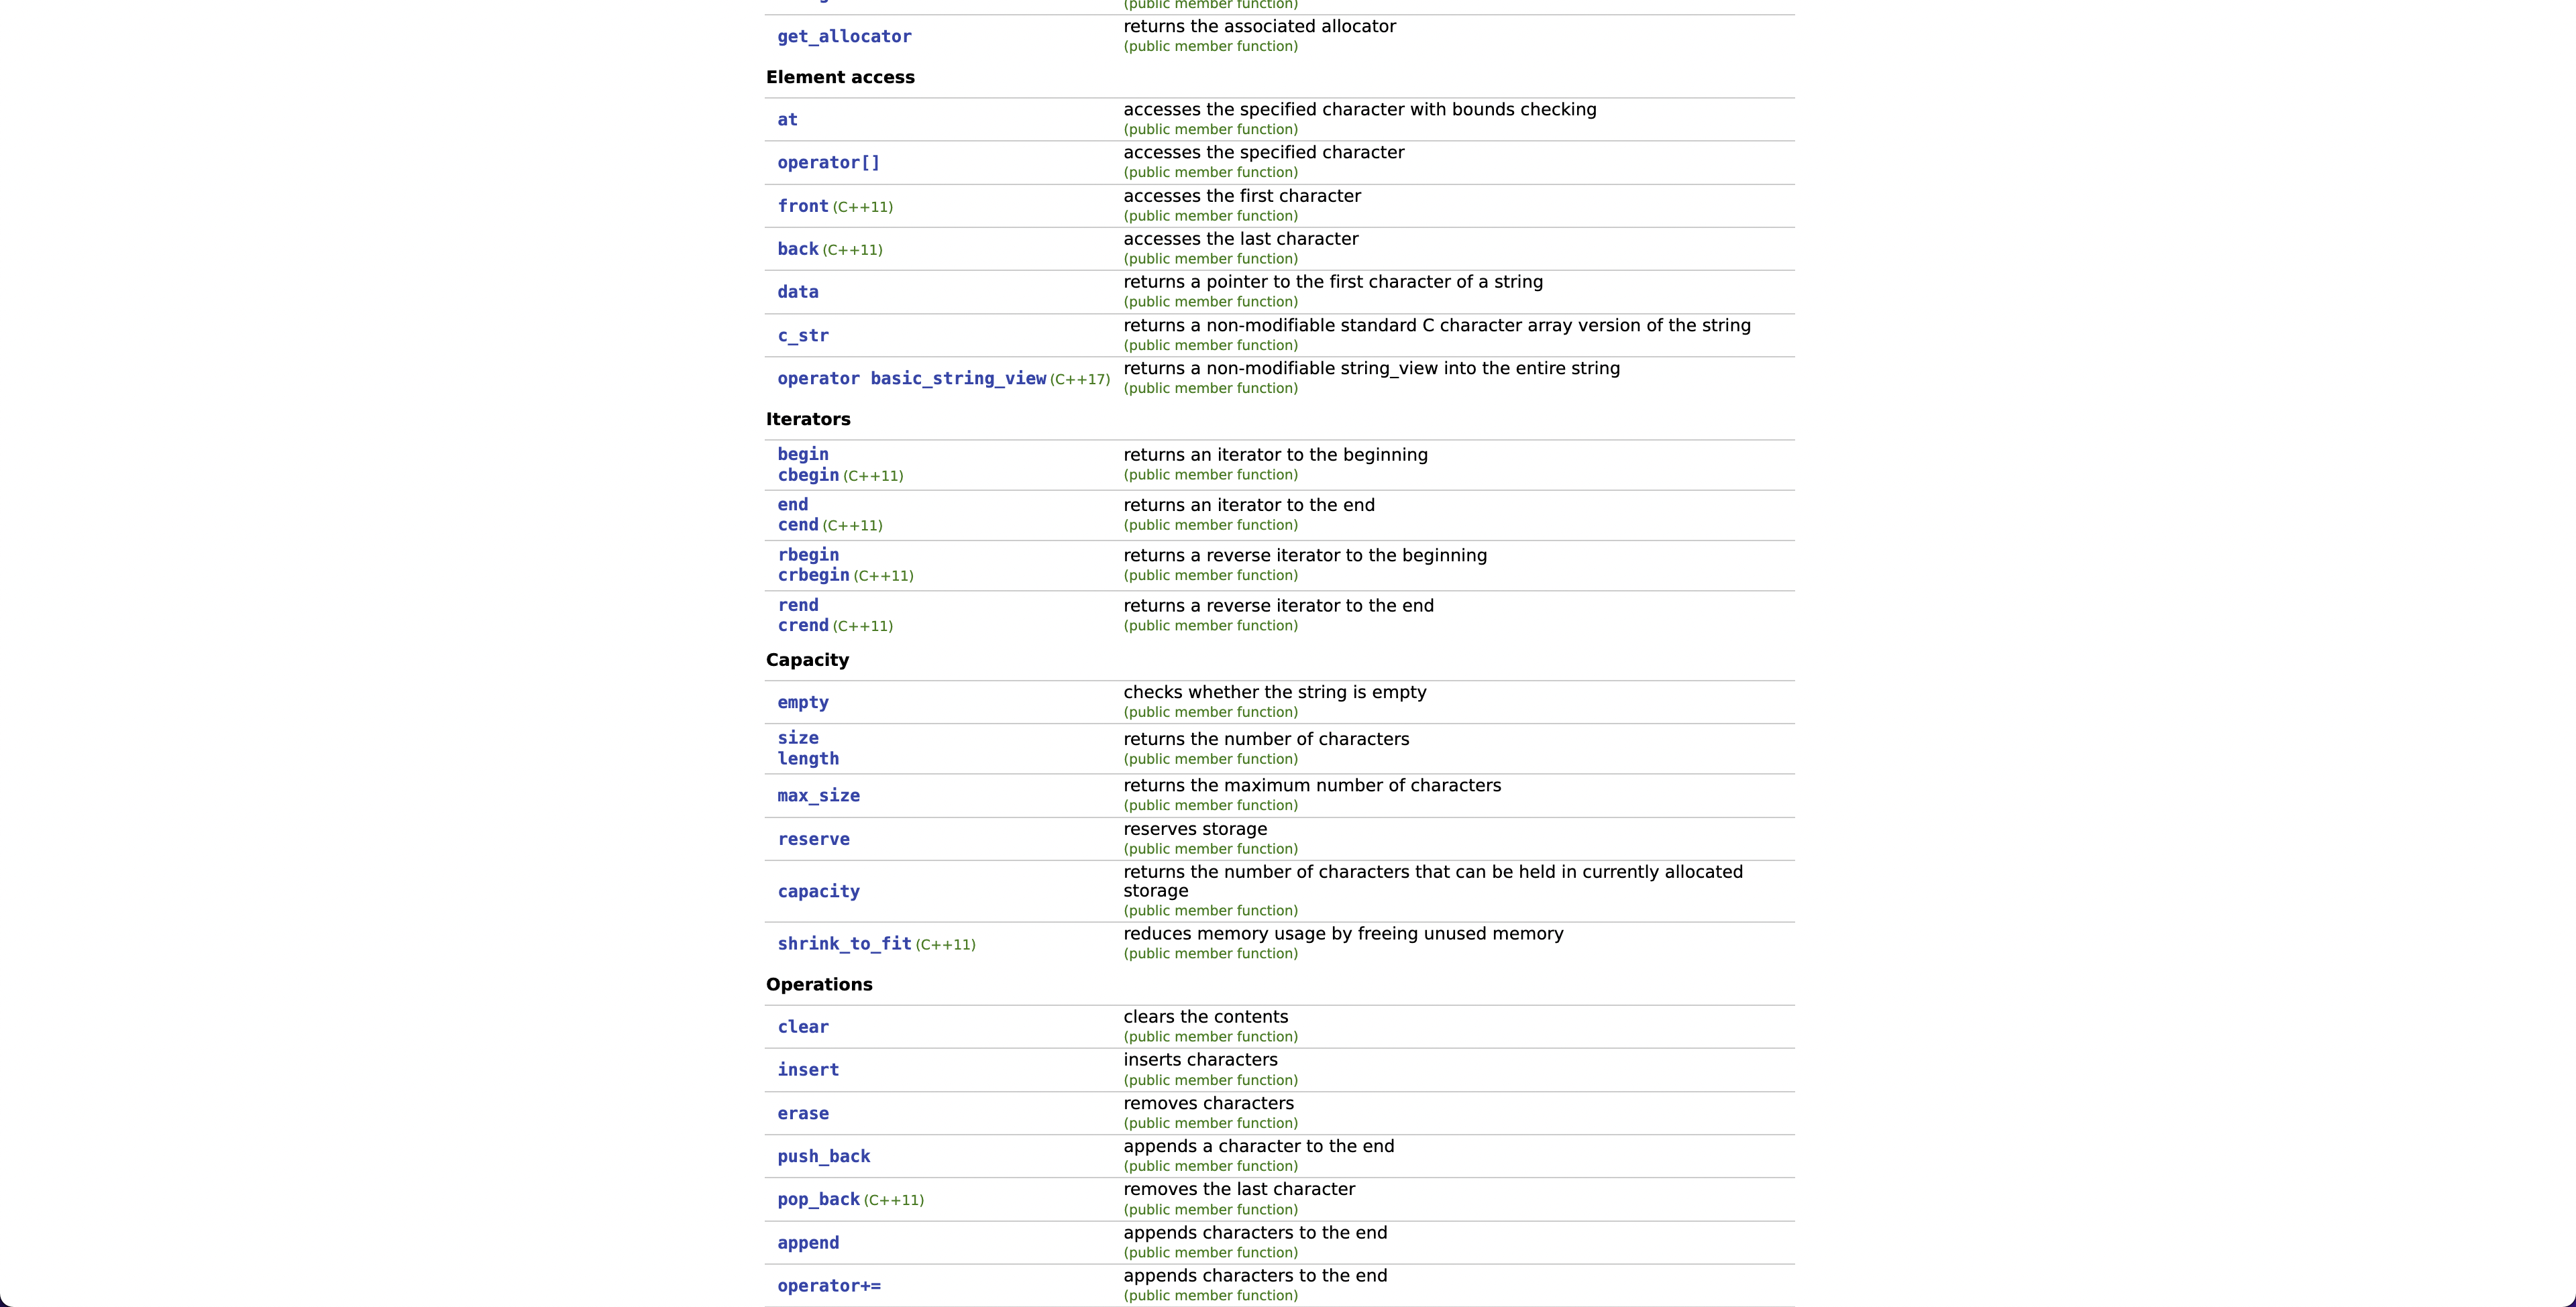 (public member function)
get_allocator returns the associated allocator
(public member function)
Element access
at accesses the specified character with bounds checking
(public member function)
operator[] accesses the specified character
(public member function)
front (C++11) accesses the first character
(public member function)
back (C++11) accesses the last character
(public member function)
data returns a pointer to the first character of a string
(public member function)
c_str returns a non-modifiable standard C character array version of the string
(public member function)
operator basic_string_view (C++17) returns a non-modifiable string_view into the entire string
(public member function)
Iterators
begin returns an iterator to the beginning
cbegin (C++11) (public member function)
end returns an iterator to the end
cend (C++11) (public member function)
rbegin returns a reverse iterator to the beginning
crbegin (C++11) (public member function)
rend returns a reverse iterator to the end
crend (C++11) (public member function)
Capacity
empty checks whether the string is empty
(public member function)
size returns the number of characters
length (public member function)
max_size returns the maximum number of characters
(public member function)
reserve reserves storage
(public member function)
returns the number of characters that can be held in currently allocated
capacity storage
(public member function)
shrink_to_fit (C++11) reduces memory usage by freeing unused memory
(public member function)
Operations
clear clears the contents
(public member function)
insert inserts characters
(public member function)
erase removes characters
(public member function)
push_back appends a character to the end
(public member function)
pop_back (C++11) removes the last character
(public member function)
append appends characters to the end
(public member function)
operator+= appends characters to the end
(public member function)